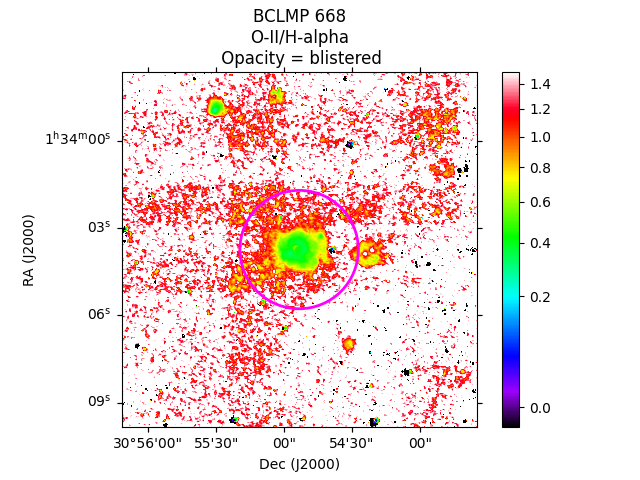 BCLMP 668
O-II/H-alpha
Opacity = blistered
1ʰ34ᵐ00ˢ
03ˢ
06ˢ
09ˢ
RA (J2000)
30°56'00" 55'30" 00" 54'30" 00"
Dec (J2000)
1.4
1.2
1.0
0.8
0.6
0.4
0.2
0.0